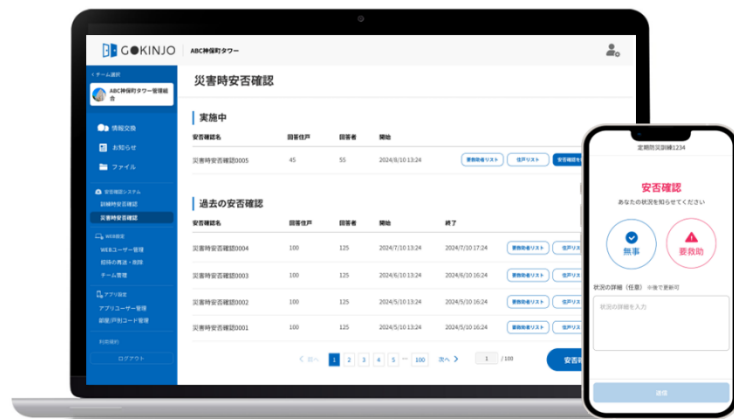 GOKINJO ABC神保町タワー
＜チーム選択
ABC神保町タワー管理組合
情報交換
お知らせ
ファイル
安否確認システム
訓練時安否確認
災害時安否確認
WEB設定
WEBユーザー管理
招待の発送・削除
チーム管理
アプリ設定
アプリユーザー管理
部屋(戸別)コード管理
利用規約
ログアウト
災害時安否確認
実施中
安否確認名 回答住戸 回答者 開始
災害時安否確認0005 45 55 2024/8/10 13:24 要救助者リスト 住戸リスト 安否確認を
過去の安否確認
安否確認名 回答住戸 回答者 開始 終了
災害時安否確認0004 100 125 2024/7/10 13:24 2024/7/10 17:24 要救助者リスト 住戸リス
災害時安否確認0003 100 125 2024/6/10 13:24 2024/6/10 16:24 要救助者リスト 住戸リス
災害時安否確認0002 100 125 2024/5/10 13:24 2024/5/10 16:24 要救助者リスト 住戸リス
災害時安否確認0001 100 125 2024/5/10 13:24 2024/5/10 16:24 要救助者リスト 住戸リス
< 前へ 1 2 3 4 5 … 100 次へ > 1 / 100 安否確
定期防災訓練1234
安否確認
あなたの状況を知らせてください
無事 要救助
状況の詳細（任意） ※後で更新可
状況の詳細を入力
送信